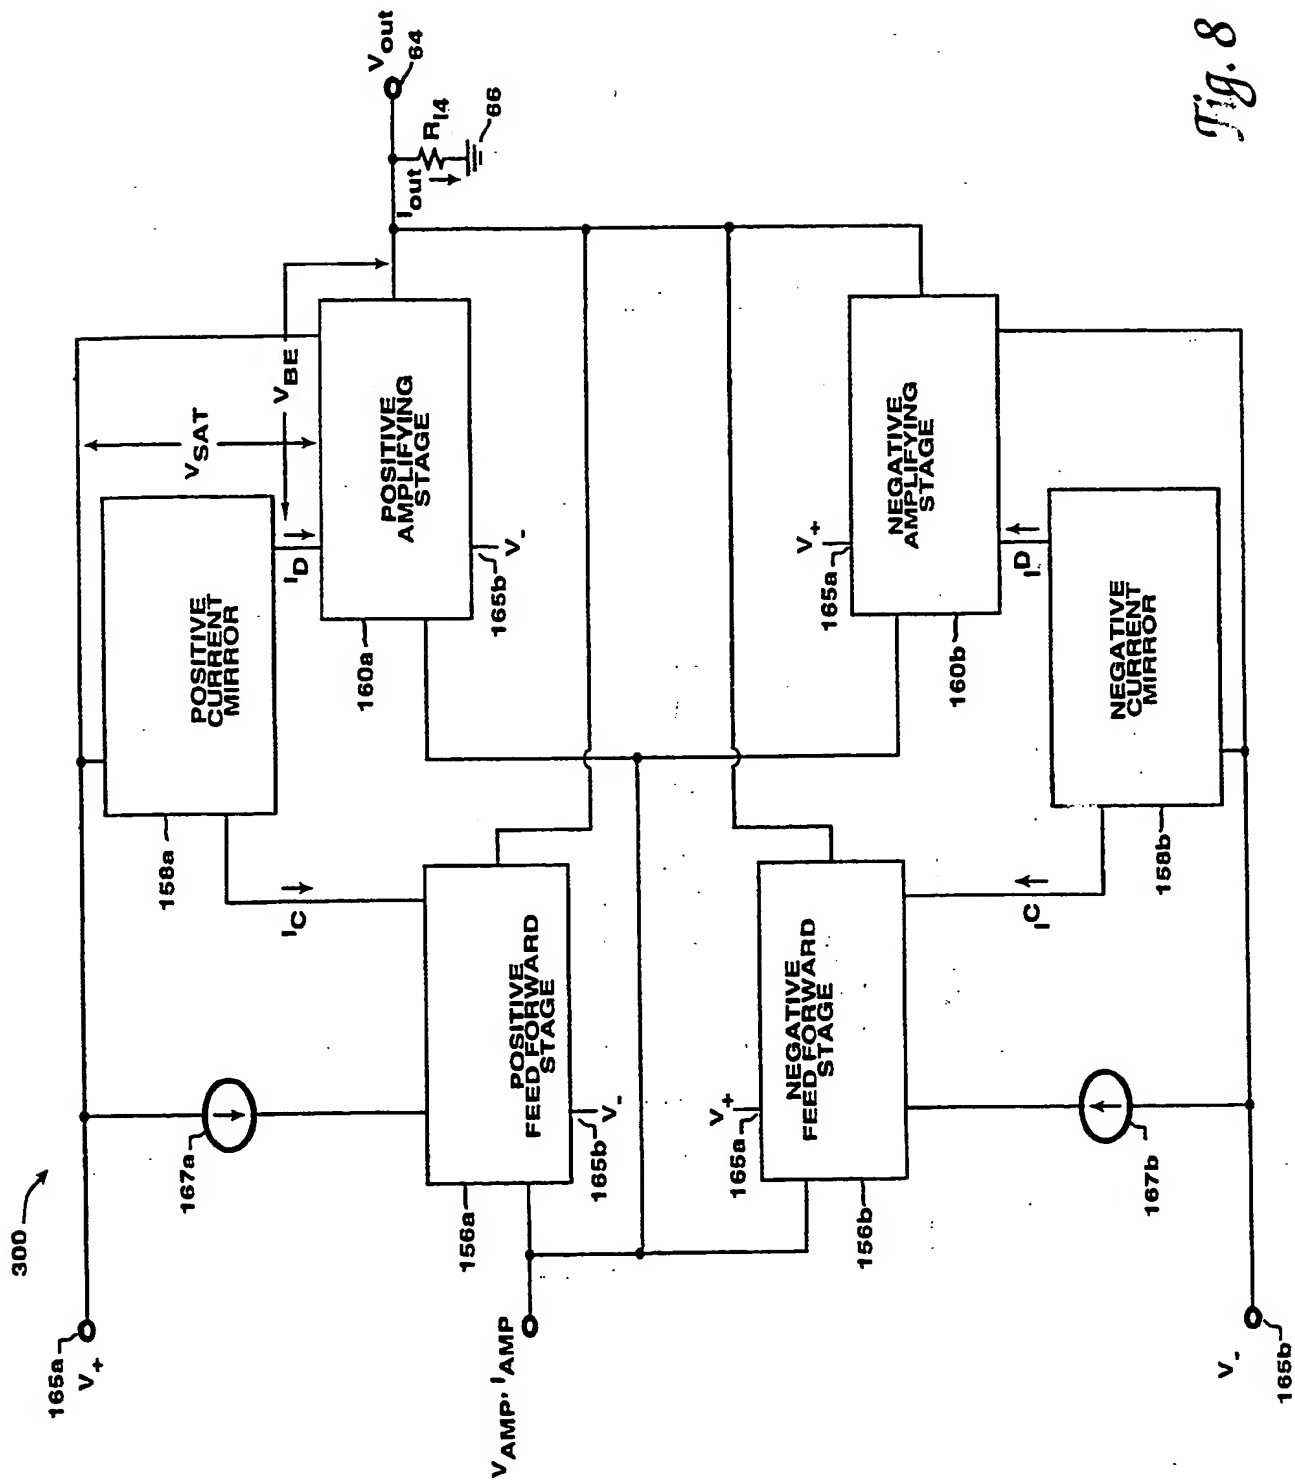 300
165a
V+
167a
158a
POSITIVE
CURRENT
MIRROR
VSAT
VBE
IC
ID
156a
POSITIVE
FEED FORWARD
STAGE
165b
V-
160a
POSITIVE
AMPLIFYING
STAGE
165b
V-
Iout
R14
66
Vout
64
VAMP, IAMP
165a
V+
156b
NEGATIVE
FEED FORWARD
STAGE
165a
V+
160b
NEGATIVE
AMPLIFYING
STAGE
IC
ID
158b
NEGATIVE
CURRENT
MIRROR
167b
V-
165b
Fig. 8